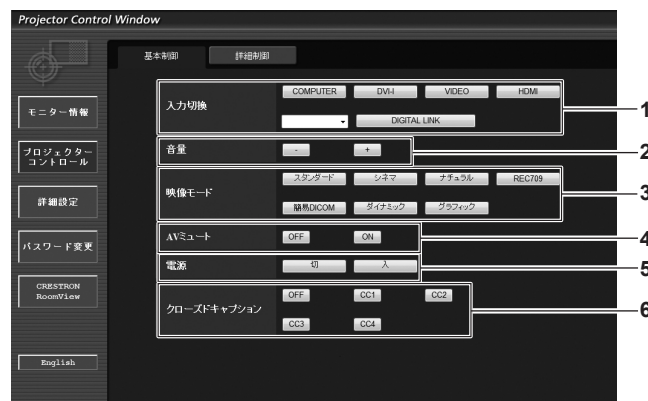 Projector Control Window
基本制御
詳細制御
モニター情報
プロジェクター
コントロール
詳細設定
パスワード変更
CRESTRON
RoomView
English
入力切換
COMPUTER
DVI-I
VIDEO
HDMI
DIGITAL LINK
1
音量
-
+
2
映像モード
スタンダード
シネマ
ナチュラル
REC709
簡易DICOM
ダイナミック
グラフィック
3
AVミュート
OFF
ON
4
電源
切
入
5
クローズドキャプション
OFF
CC1
CC2
CC3
CC4
6